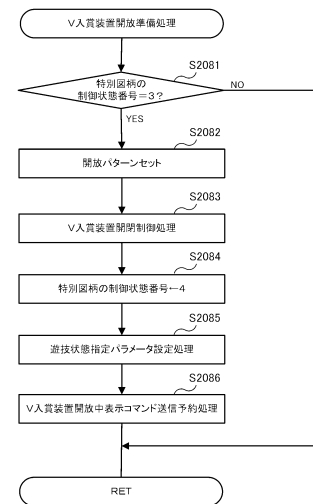 V入賞装置開放準備処理
S2081
特別図柄の
制御状態番号=3?
NO
YES
S2082
開放パターンセット
S2083
V入賞装置開閉制御処理
S2084
特別図柄の制御状態番号←4
S2085
遊技状態指定パラメータ設定処理
S2086
V入賞装置開放中表示コマンド送信予約処理
RET